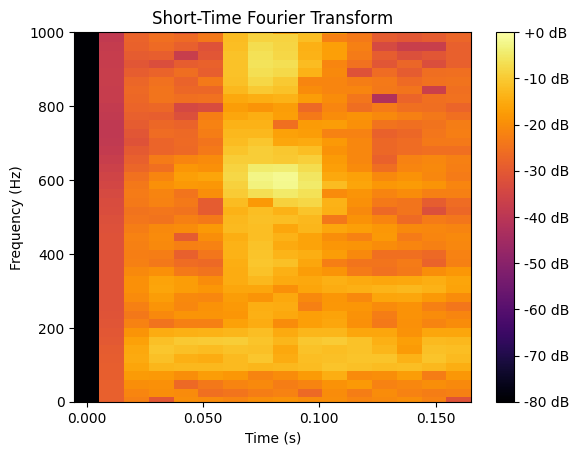 Short-Time Fourier Transform
Frequency (Hz)
1000
800
600
400
200
0
0.000
0.050
0.100
0.150
Time (s)
+0 dB
-10 dB
-20 dB
-30 dB
-40 dB
-50 dB
-60 dB
-70 dB
-80 dB